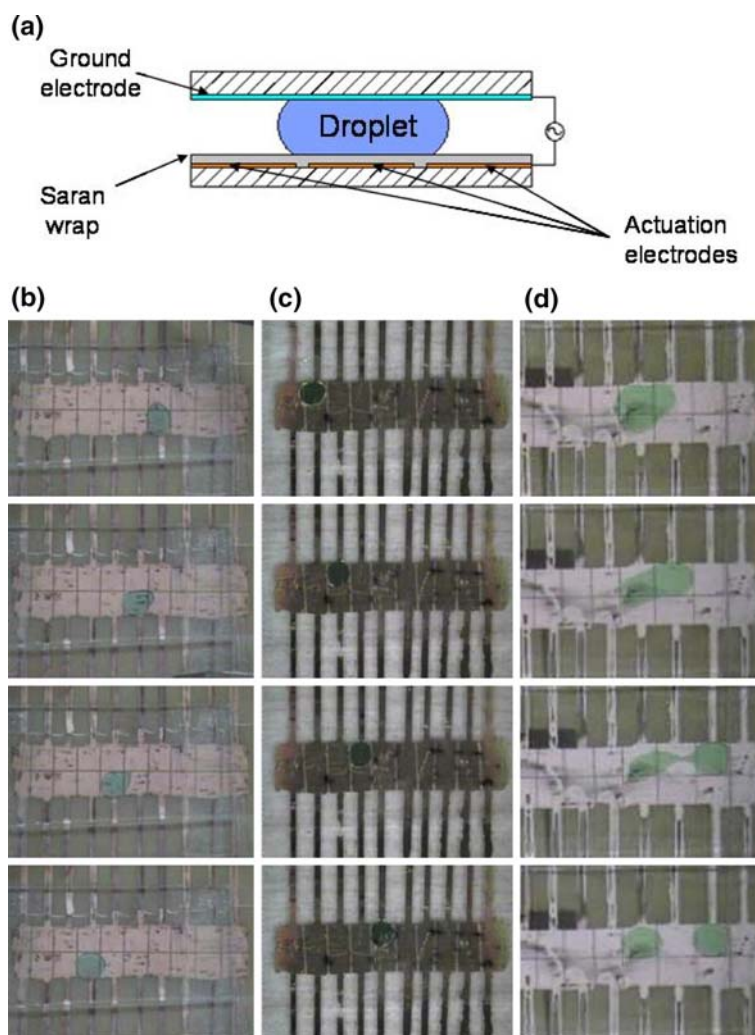 (a)
Ground
electrode
Droplet
Saran
wrap
Actuation
electrodes
(b)
(c)
(d)